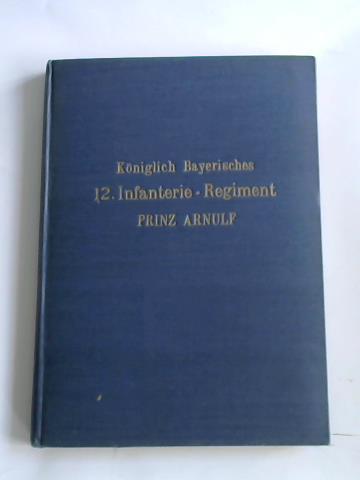 Königlich Bayerisches
12. Infanterie-Regiment
PRINZ ARNULF